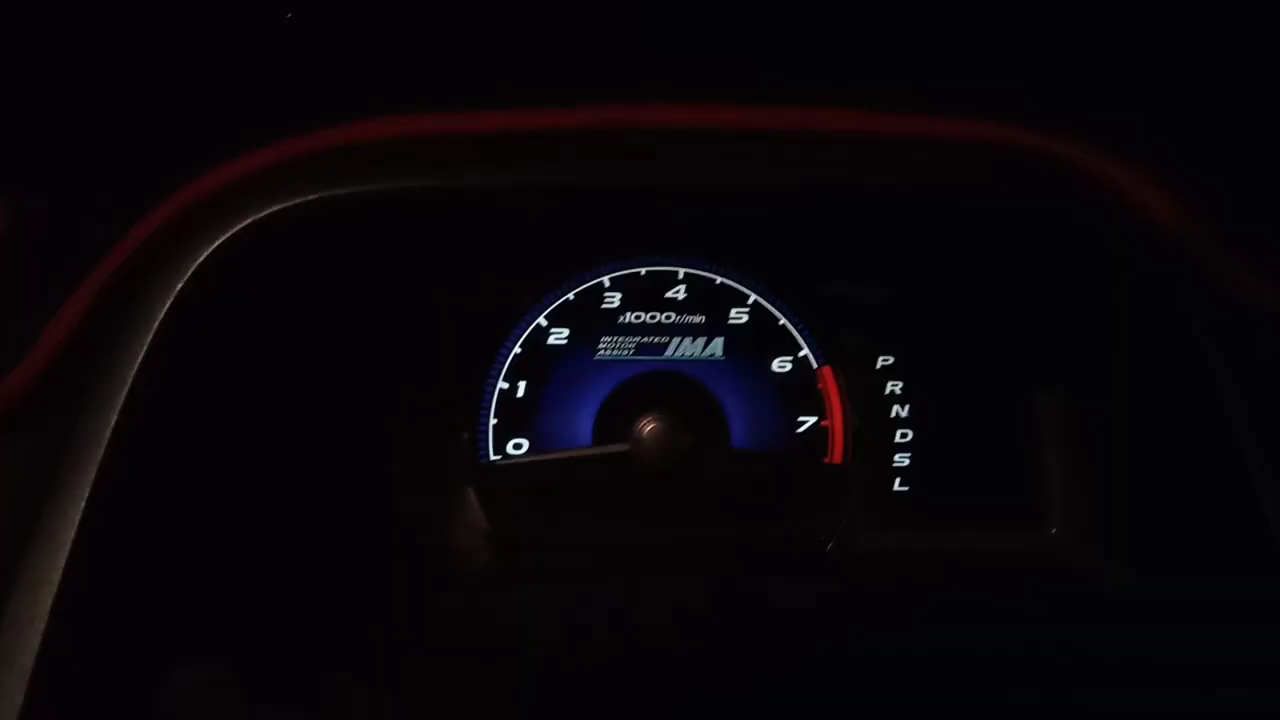 0
1
2
3
4
5
6
7
x1000r/min
INTEGRATED
MOTOR
ASSIST
IMA
P
R
N
D
S
L